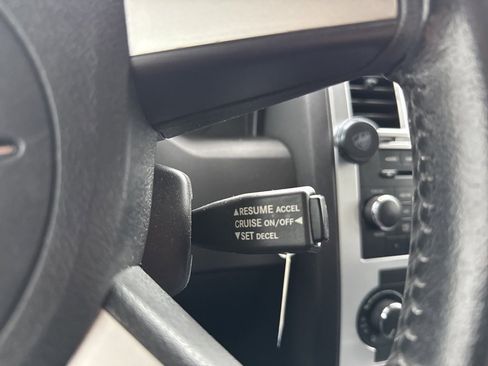 ▲RESUME ACCEL
CRUISE ON/OFF◄
▼SET DECEL